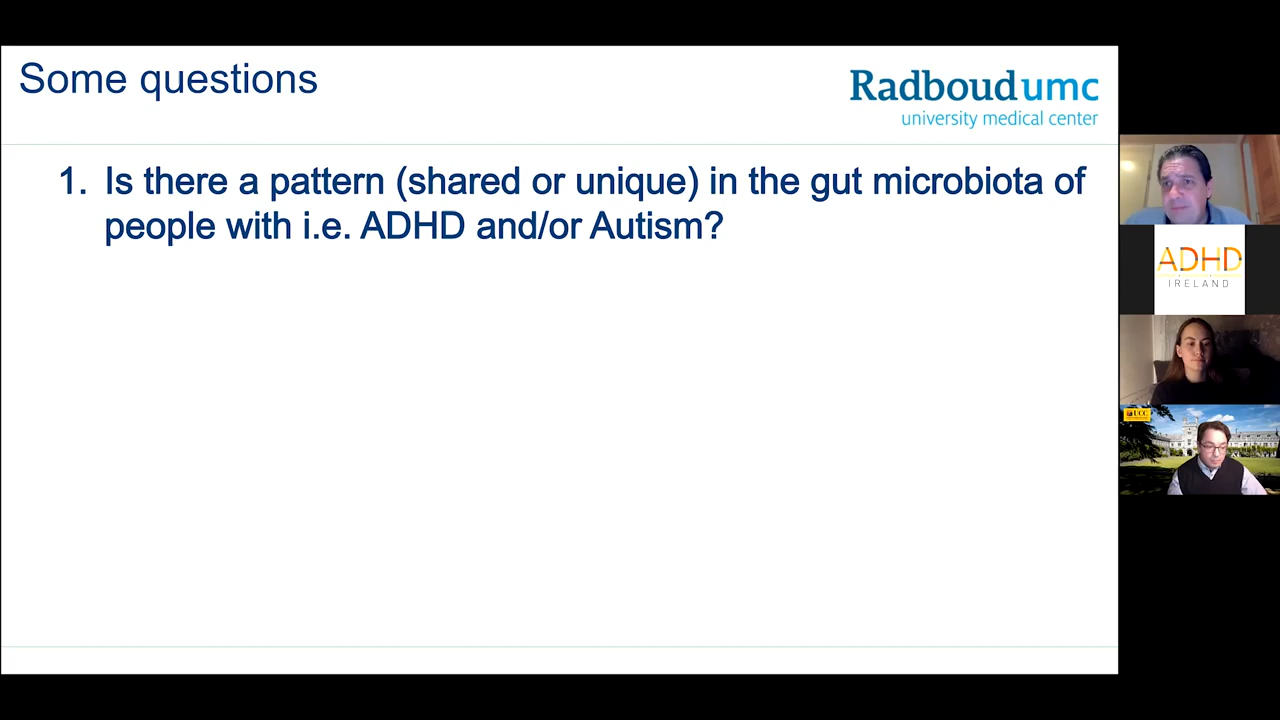 Some questions
Radboudumc
university medical center
1. Is there a pattern (shared or unique) in the gut microbiota of
people with i.e. ADHD and/or Autism?
ADHD
IRELAND
UCC